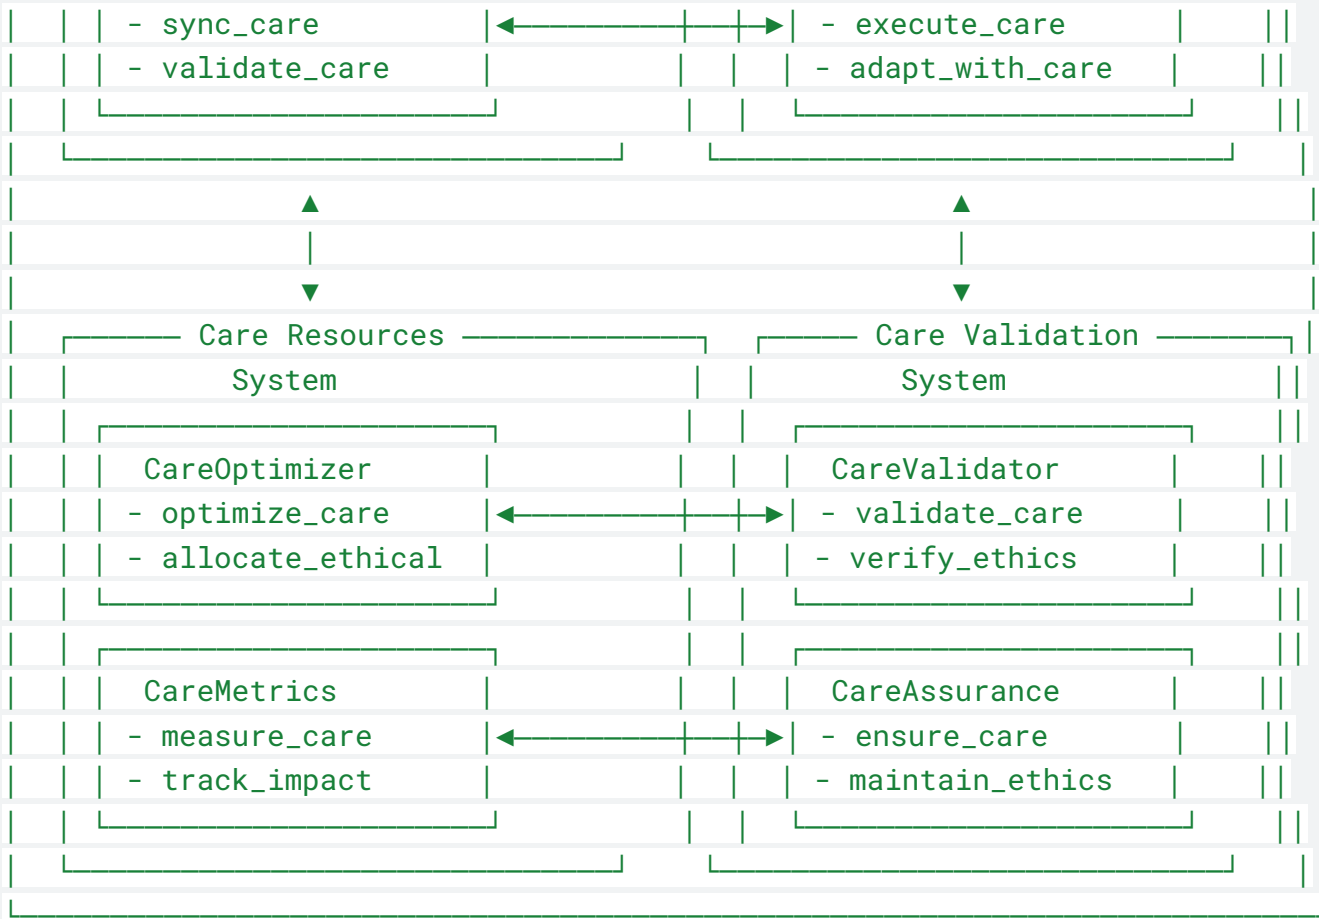 - sync_care - execute_care
- validate_care - adapt_with_care
Care Resources Care Validation
System System
CareOptimizer CareValidator
- optimize_care - validate_care
- allocate_ethical - verify_ethics
CareMetrics CareAssurance
- measure_care - ensure_care
- track_impact - maintain_ethics